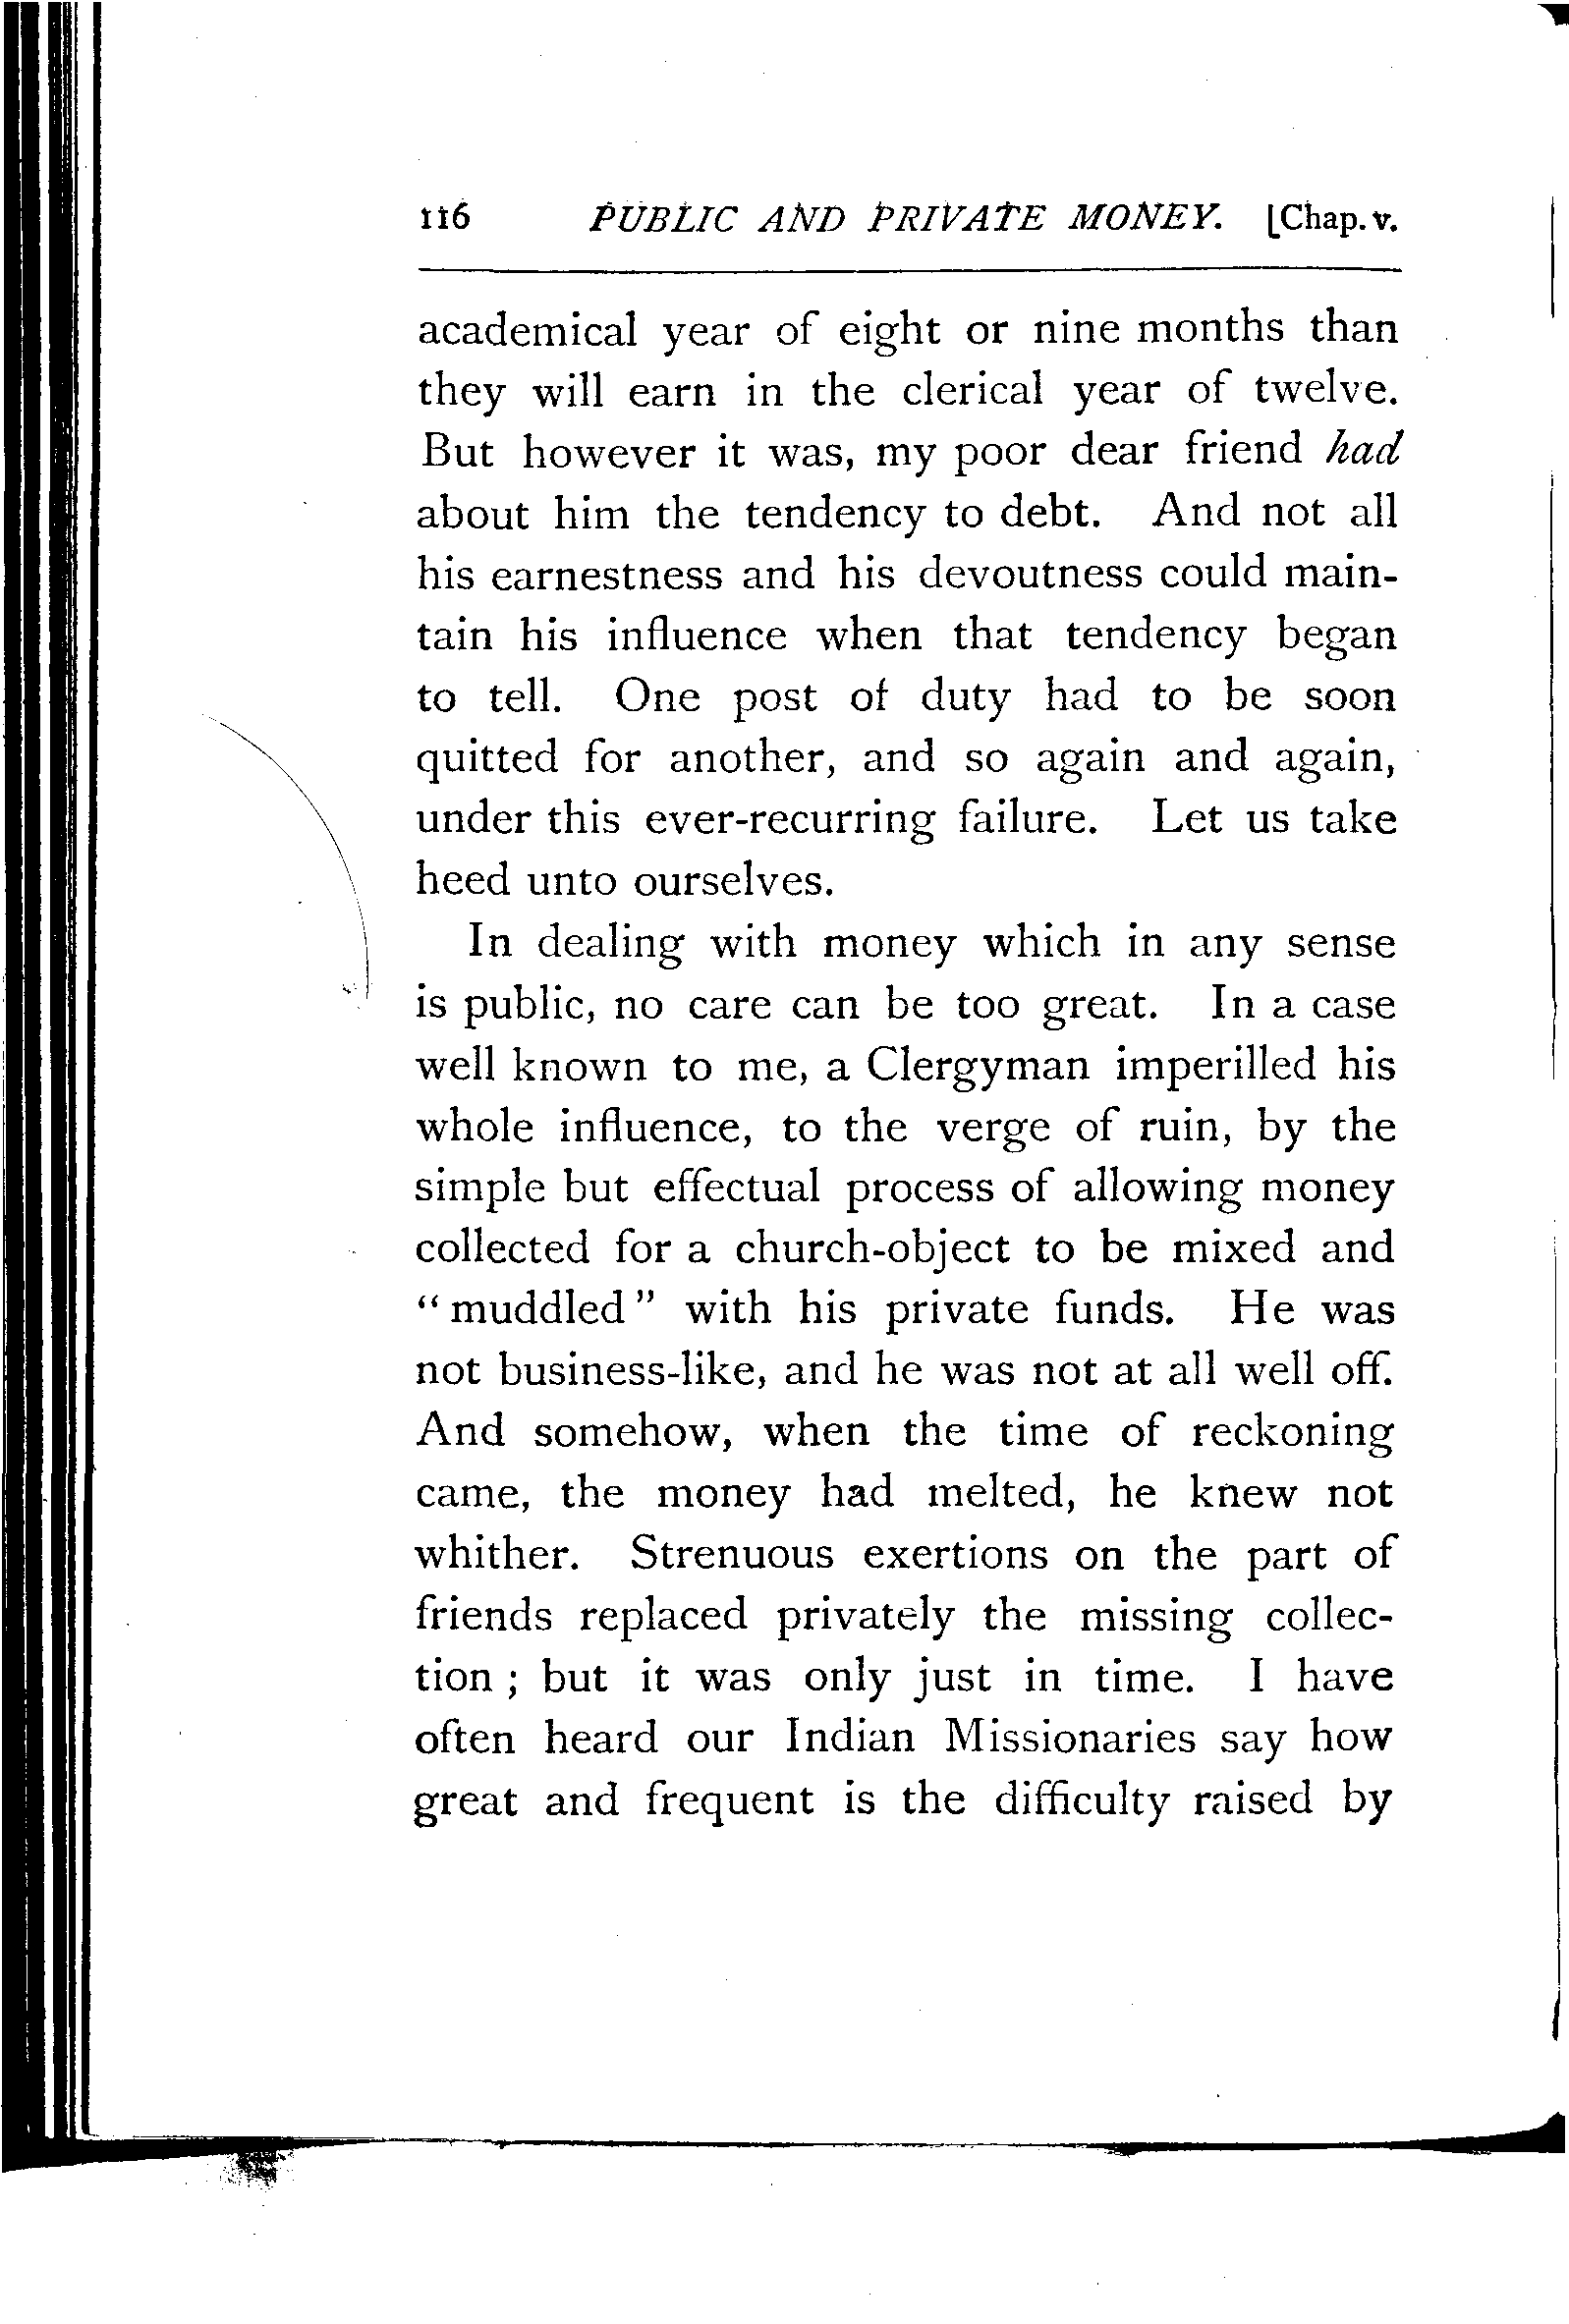 116 PUBLIC AND PRIVATE MONEY. [Chap. v.
academical year of eight or nine months than
they will earn in the clerical year of twelve.
But however it was, my poor dear friend had
about him the tendency to debt. And not all
his earnestness and his devoutness could main-
tain his influence when that tendency began
to tell. One post of duty had to be soon
quitted for another, and so again and again,
under this ever-recurring failure. Let us take
heed unto ourselves.
In dealing with money which in any sense
is public, no care can be too great. In a case
well known to me, a Clergyman imperilled his
whole influence, to the verge of ruin, by the
simple but effectual process of allowing money
collected for a church-object to be mixed and
“muddled” with his private funds. He was
not business-like, and he was not at all well off.
And somehow, when the time of reckoning
came, the money had melted, he knew not
whither. Strenuous exertions on the part of
friends replaced privately the missing collec-
tion ; but it was only just in time. I have
often heard our Indian Missionaries say how
great and frequent is the difficulty raised by